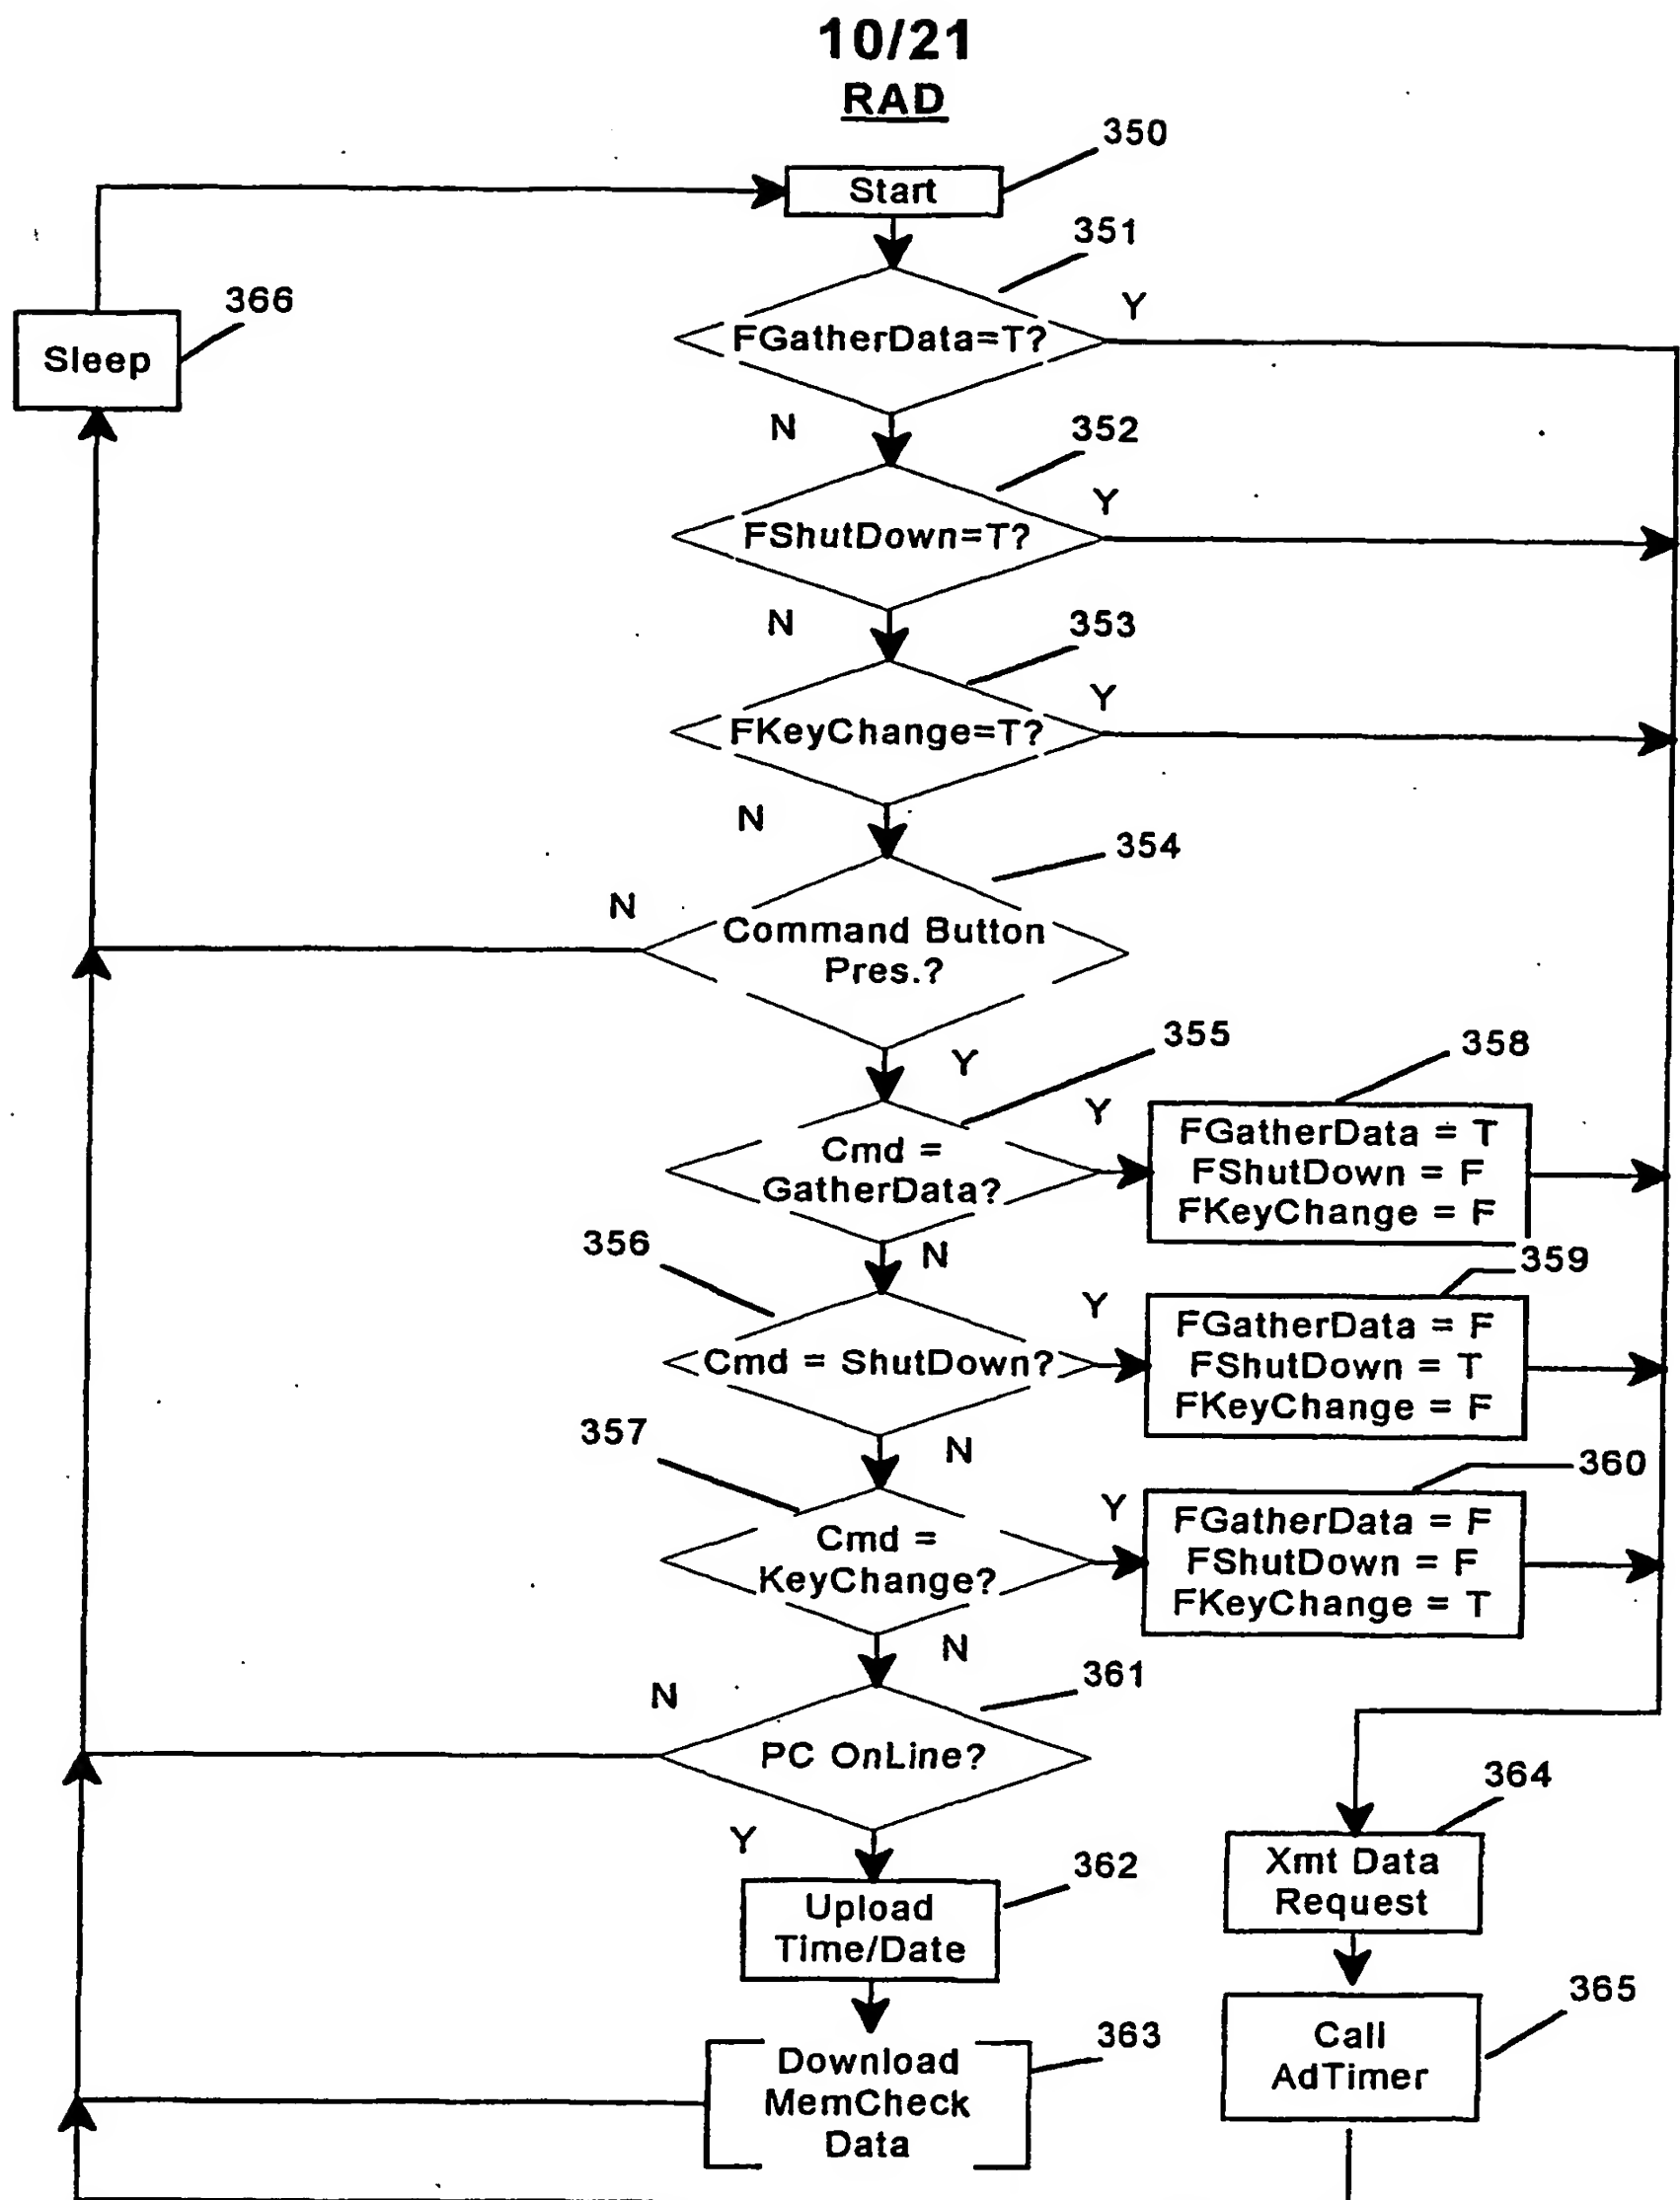 10/21
RAD
350
Start
351
FGatherData=T?
Y
366
Sleep
N
352
FShutDown=T?
Y
N
353
FKeyChange=T?
Y
N
354
Command Button
Pres.?
N
Y
355
Cmd =
GatherData?
Y
358
FGatherData = T
FShutDown = F
FKeyChange = F
N
356
Cmd = ShutDown?
Y
359
FGatherData = F
FShutDown = T
FKeyChange = F
N
357
Cmd =
KeyChange?
Y
360
FGatherData = F
FShutDown = F
FKeyChange = T
N
361
PC OnLine?
N
Y
362
Upload
Time/Date
363
Download
MemCheck
Data
364
Xmt Data
Request
365
Call
AdTimer